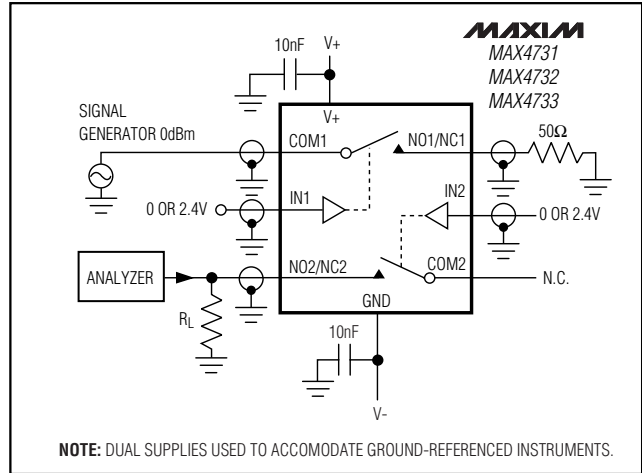 MAXIM
MAX4731
MAX4732
MAX4733
10nF
V+
V+
SIGNAL
GENERATOR 0dBm
COM1
NO1/NC1
50Ω
IN1
IN2
0 OR 2.4V
0 OR 2.4V
ANALYZER
NO2/NC2
COM2
N.C.
GND
RL
10nF
V-
NOTE: DUAL SUPPLIES USED TO ACCOMODATE GROUND-REFERENCED INSTRUMENTS.